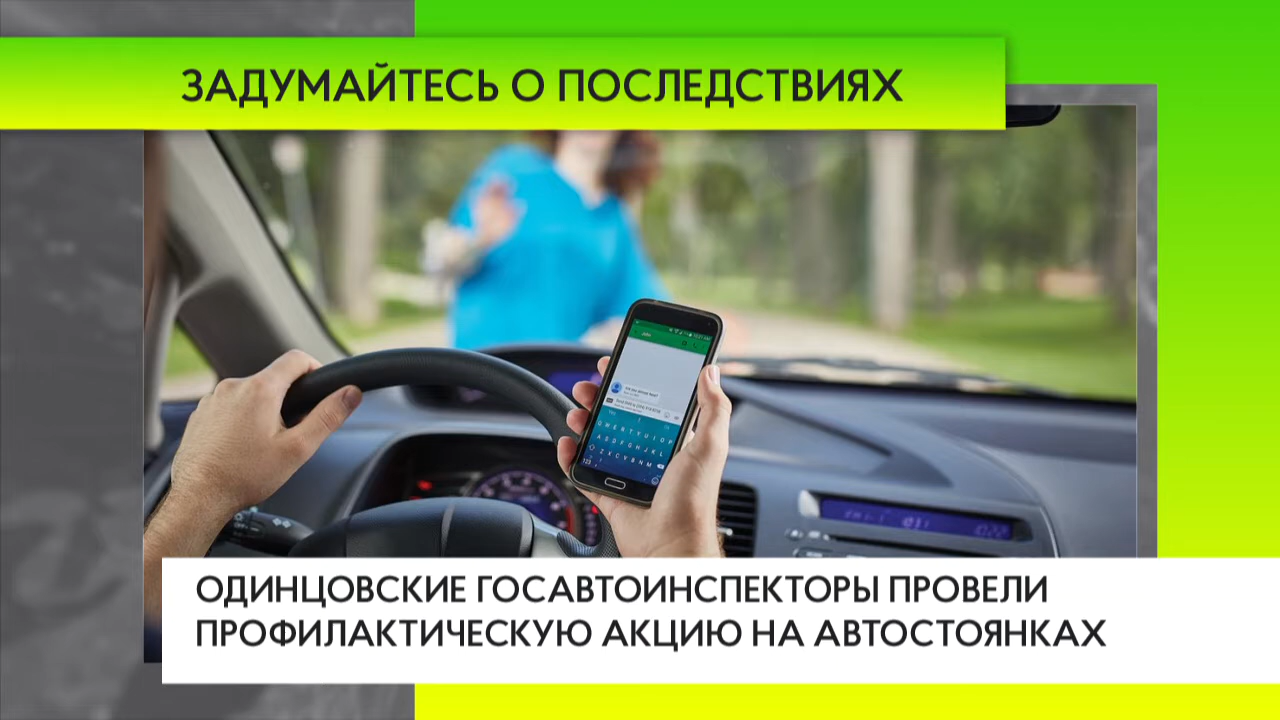 ЗАДУМАЙТЕСЬ О ПОСЛЕДСТВИЯХ
Q W E R T Y U I O P
A S D F G H J K L
Z X C V B N M
ОДИНЦОВСКИЕ ГОСАВТОИНСПЕКТОРЫ ПРОВЕЛИ
ПРОФИЛАКТИЧЕСКУЮ АКЦИЮ НА АВТОСТОЯНКАХ